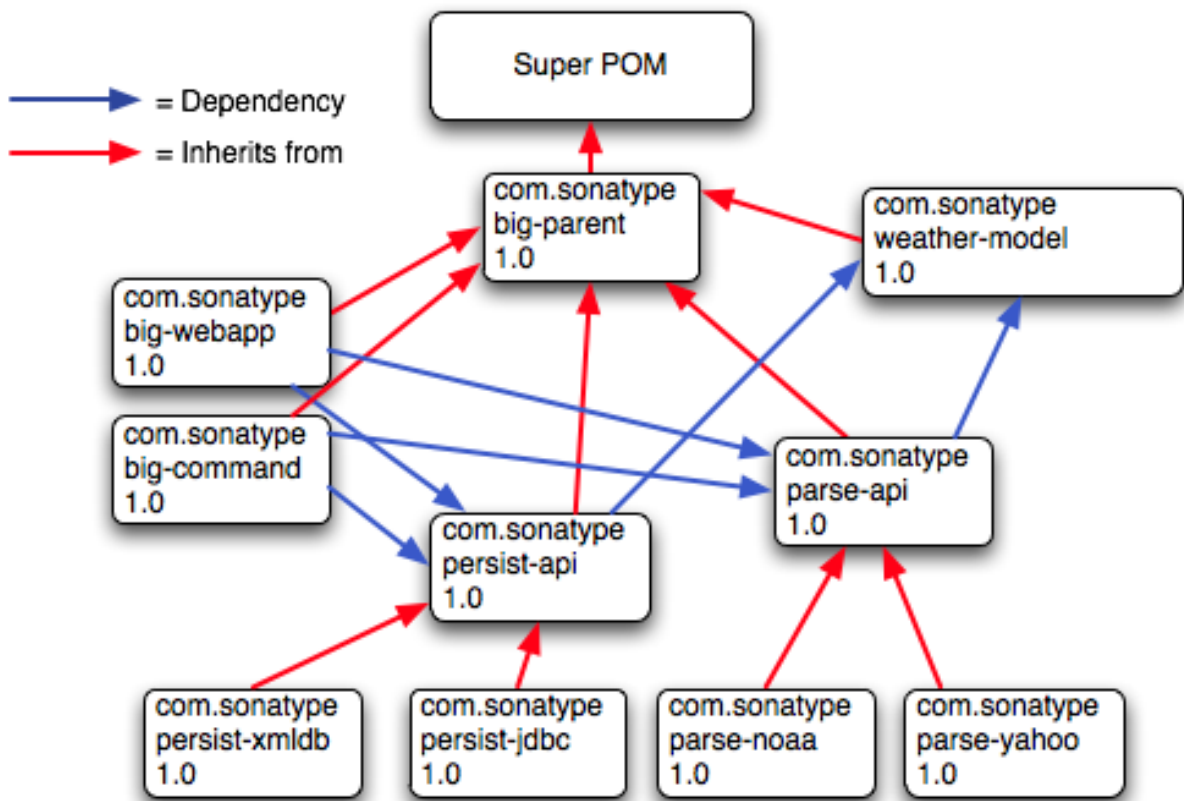 Super POM
= Dependency
= Inherits from
com.sonatype
big-parent
1.0
com.sonatype
weather-model
1.0
com.sonatype
big-webapp
1.0
com.sonatype
big-command
1.0
com.sonatype
parse-api
1.0
com.sonatype
persist-api
1.0
com.sonatype
persist-xmldb
1.0
com.sonatype
persist-jdbc
1.0
com.sonatype
parse-noaa
1.0
com.sonatype
parse-yahoo
1.0